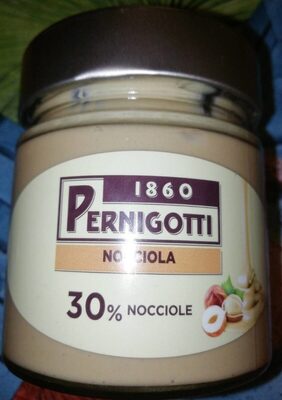 1860
PERNIGOTTI
NOCCIOLA
30% NOCCIOLE